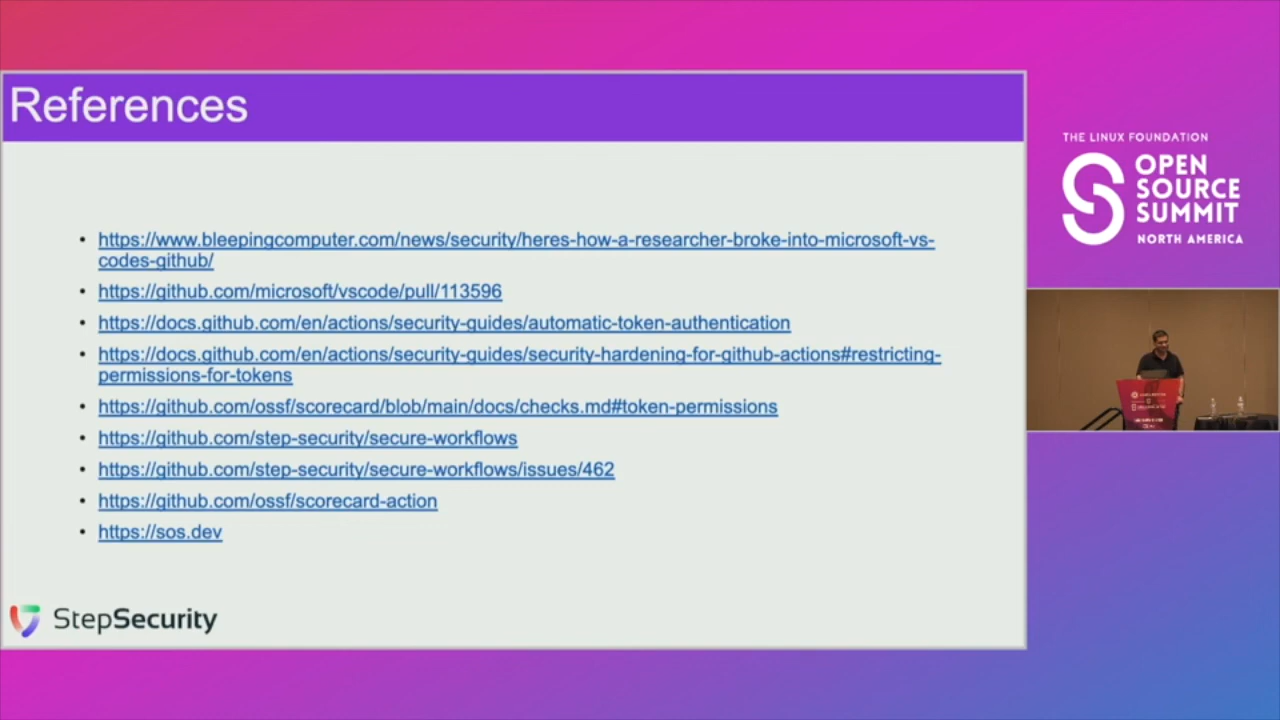 References
• https://www.bleepingcomputer.com/news/security/heres-how-a-researcher-broke-into-microsoft-vs-
codes-github/
• https://github.com/microsoft/vscode/pull/113596
• https://docs.github.com/en/actions/security-guides/automatic-token-authentication
• https://docs.github.com/en/actions/security-guides/security-hardening-for-github-actions#restricting-
permissions-for-tokens
• https://github.com/ossf/scorecard/blob/main/docs/checks.md#token-permissions
• https://github.com/step-security/secure-workflows
• https://github.com/step-security/secure-workflows/issues/462
• https://github.com/ossf/scorecard-action
• https://sos.dev
StepSecurity
THE LINUX FOUNDATION
OPEN
SOURCE
SUMMIT
NORTH AMERICA